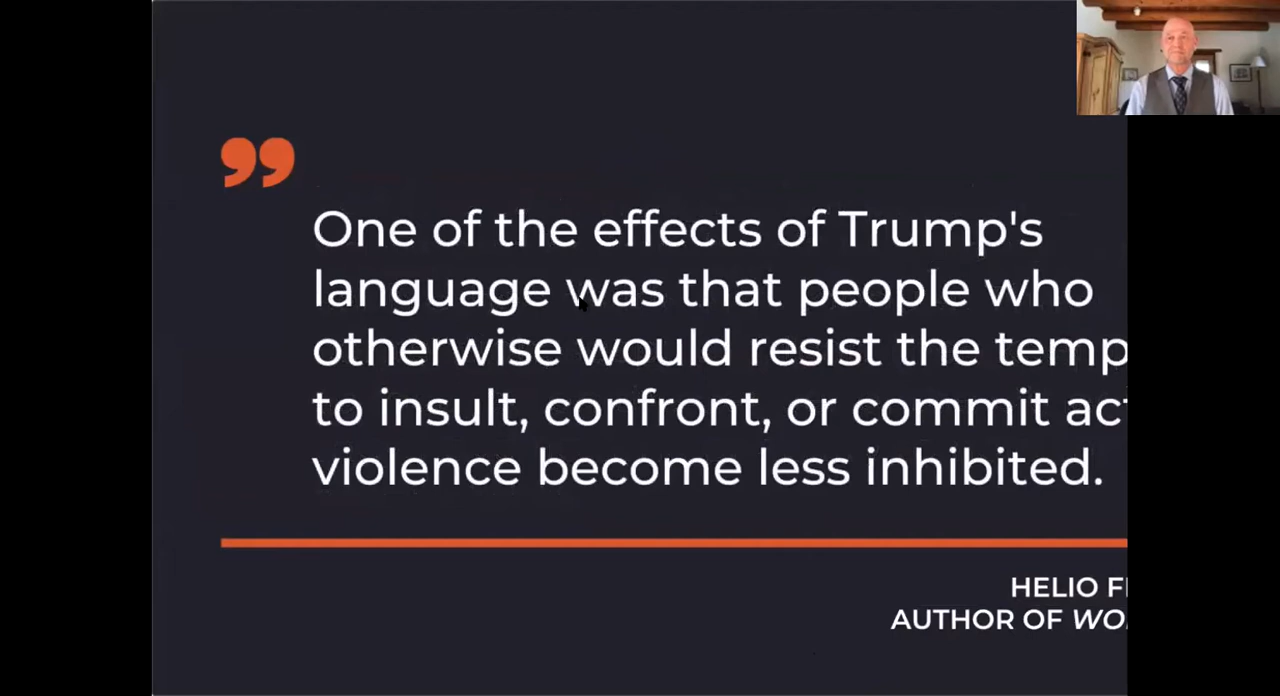 ”
One of the effects of Trump's
language was that people who
otherwise would resist the temp
to insult, confront, or commit act
violence become less inhibited.
HELIO F
AUTHOR OF WO